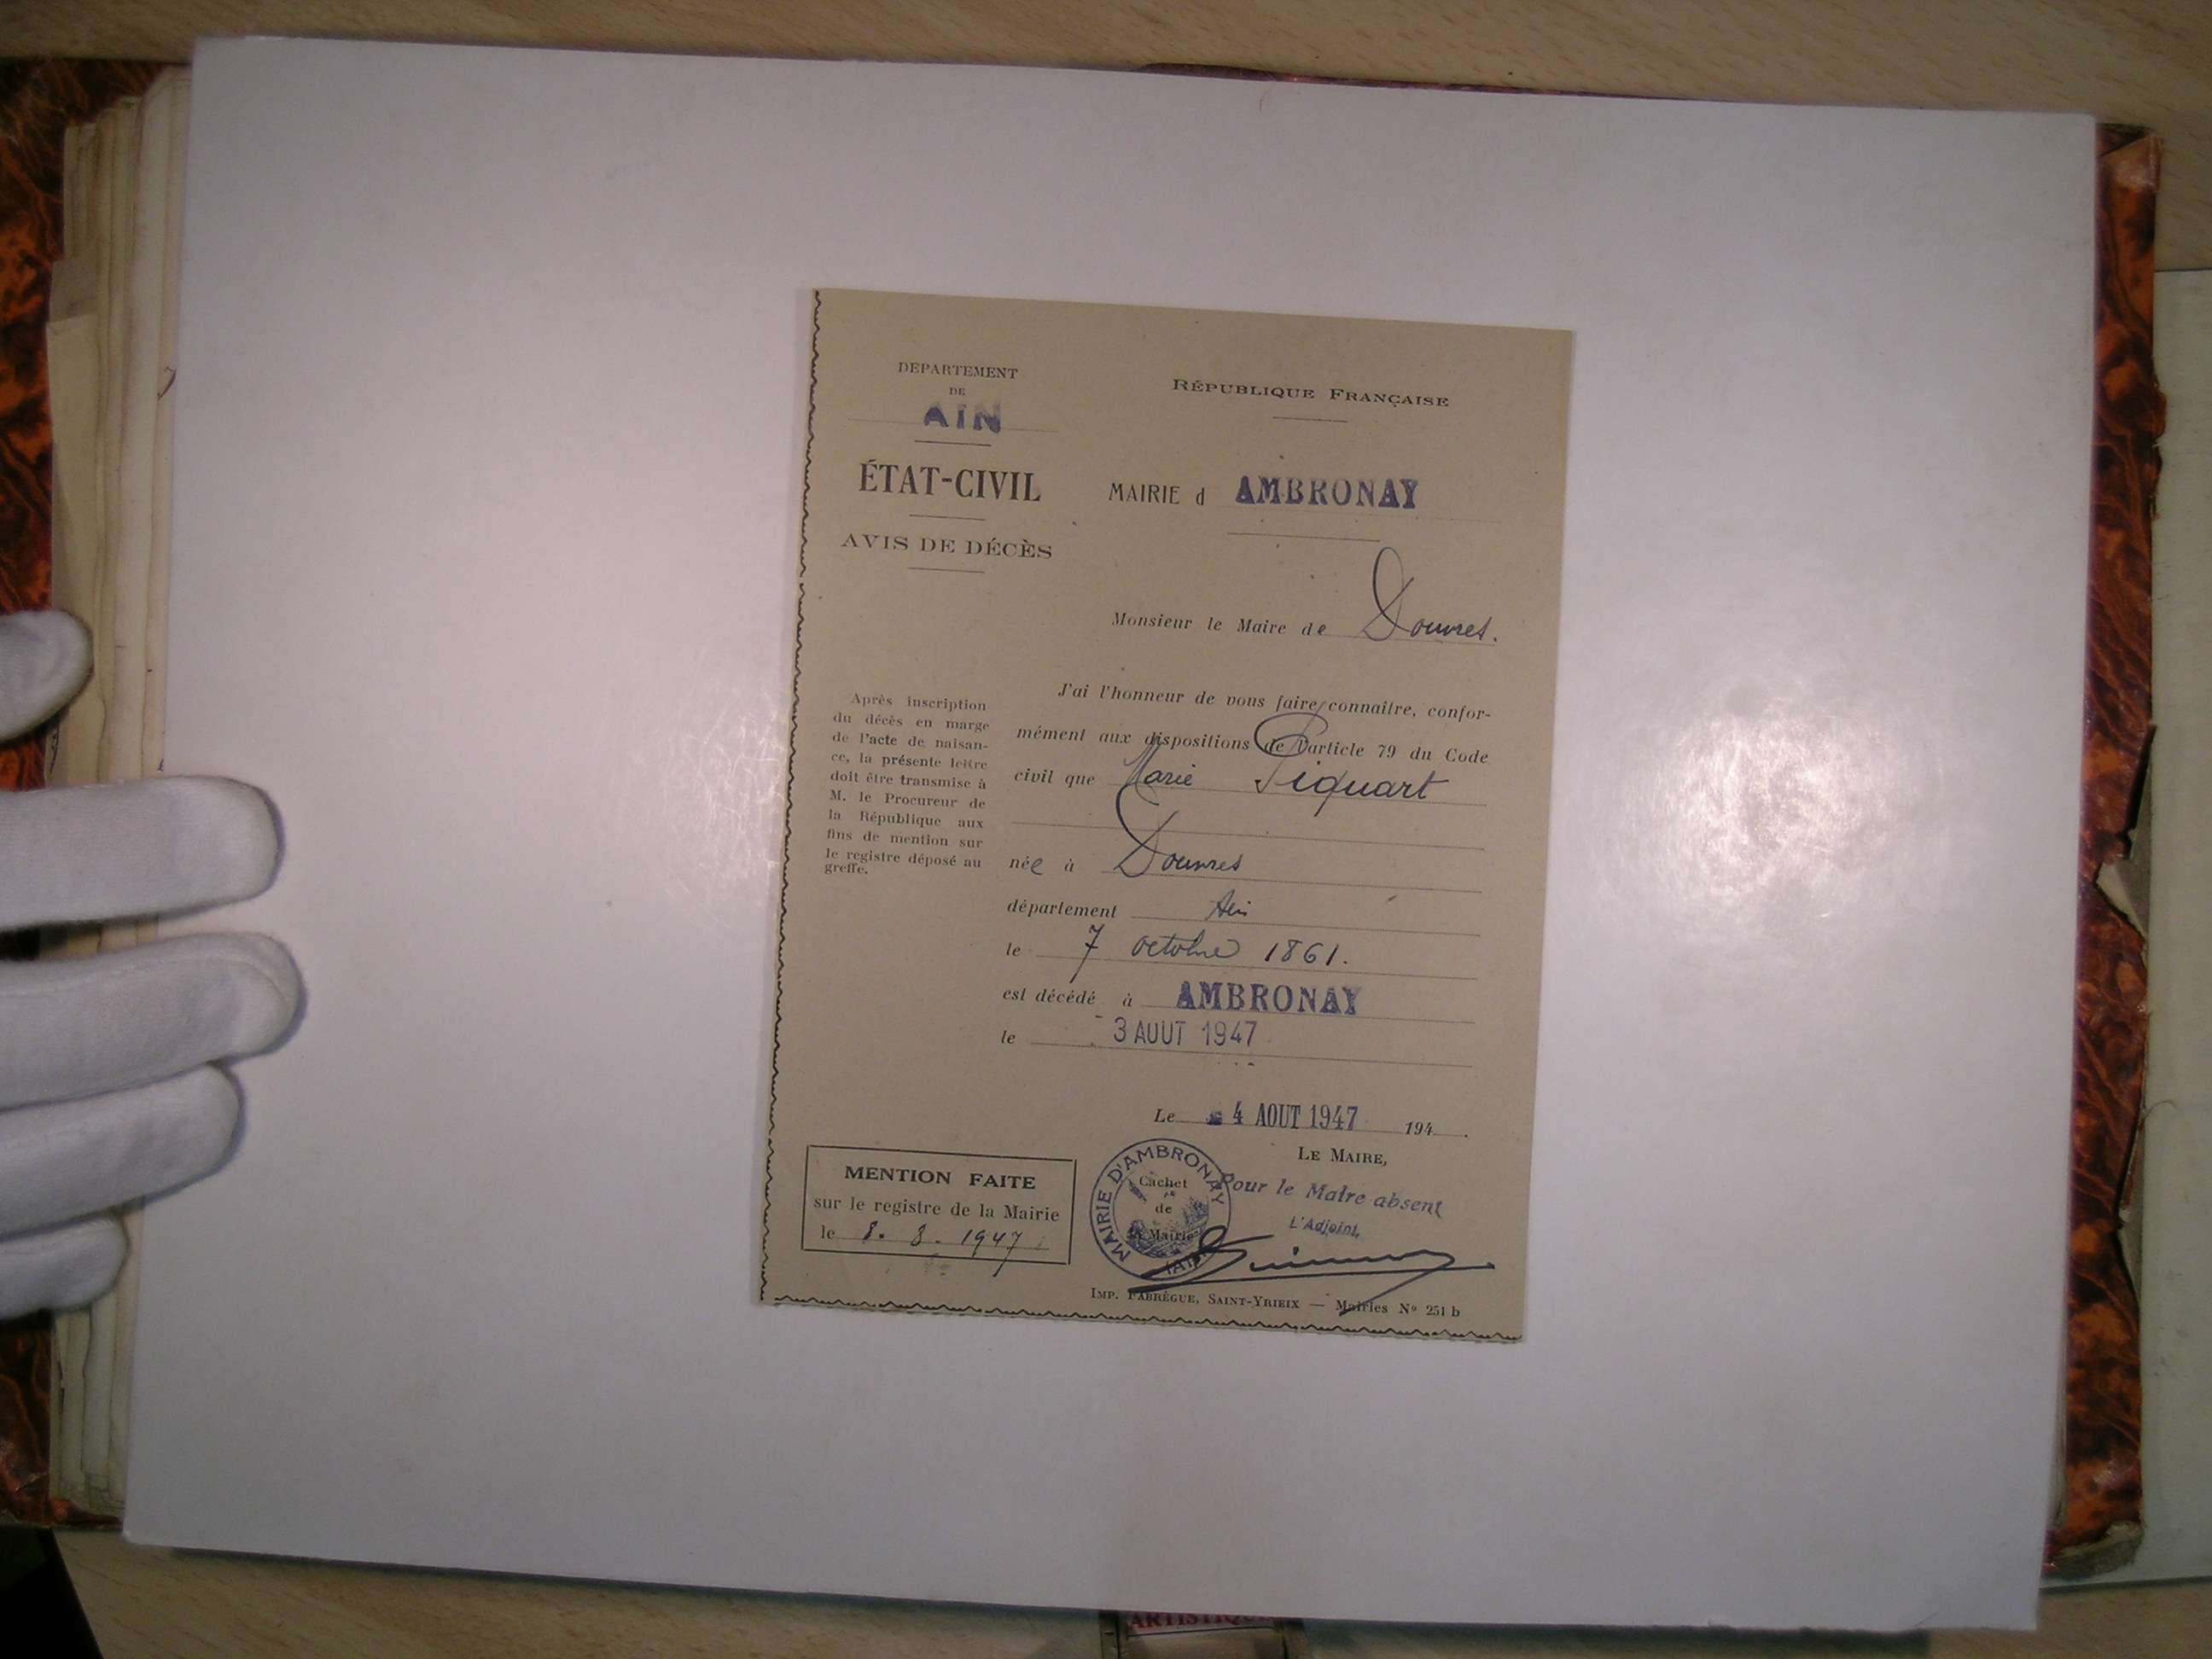 DEPARTEMENT
DE
AIN
ÉTAT-CIVIL
AVIS DE DÉCÈS
RÉPUBLIQUE FRANÇAISE
MAIRIE d AMBRONAY
Monsieur le Maire de Douvres.
Après inscription
du décès en marge
de l'acte de naisan-
ce, la présente lettre
doit être transmise à
M. le Procureur de
la République aux
fins de mention sur
le registre déposé au
greffe.
J'ai l'honneur de vous faire connaître, confor-
mément aux dispositions de l'article 79 du Code
civil que Marie Piquart
née à Douvres
département Ain
le 7 octobre 1861.
est décédé à AMBRONAY
le - 3 AOUT 1947
Le - 4 AOUT 1947 194 .
LE MAIRE,
Pour le Maire absent
L'Adjoint,
MAIRIE D'AMBRONAY
(AIN)
Cachet
de
la Mairie
MENTION FAITE
sur le registre de la Mairie
le 8. 8. 1947
IMP. FABRÈGUE, SAINT-YRIEIX — Mairies Nº 251 b
ARTISTIQUE